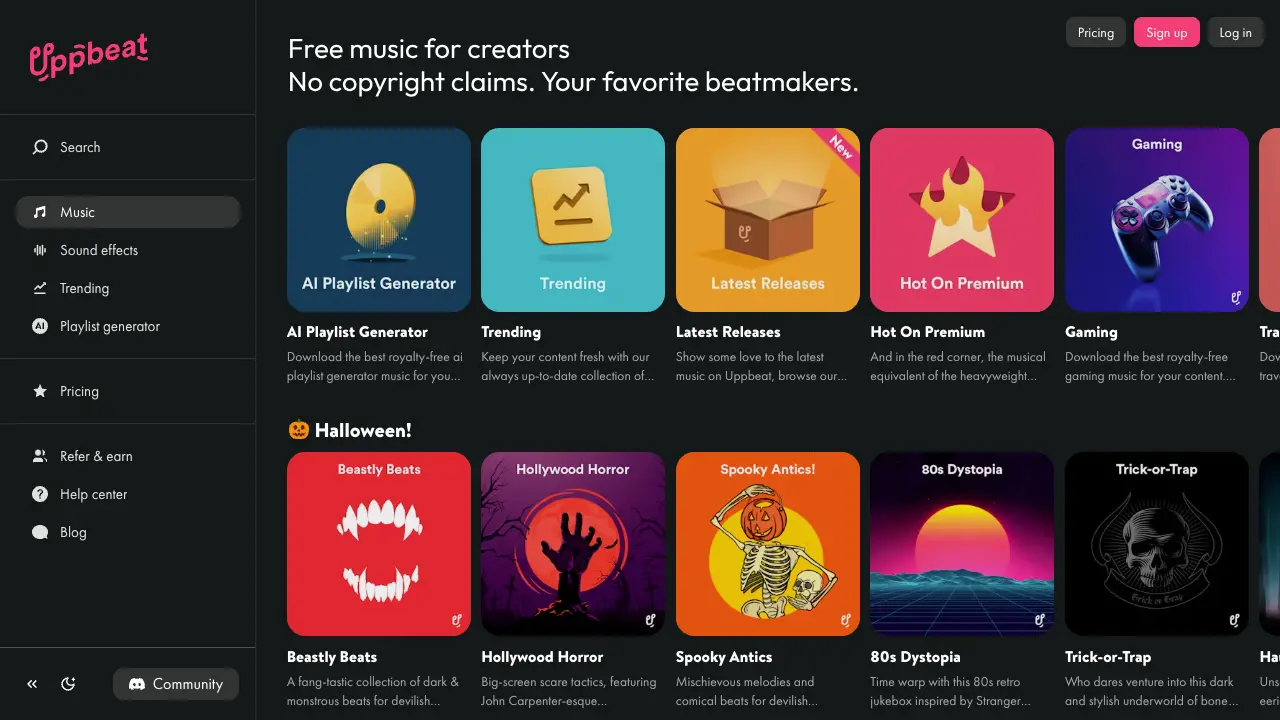 Uppbeat
Pricing
Sign up
Log in
Free music for creators
No copyright claims. Your favorite beatmakers.
Search
Music
Sound effects
Trending
AI
Playlist generator
Pricing
Refer & earn
Help center
Blog
Community
AI Playlist Generator
Trending
New
Latest Releases
Hot On Premium
Gaming
AI Playlist Generator
Download the best royalty-free ai
playlist generator music for you...
Trending
Keep your content fresh with our
always up-to-date collection of...
Latest Releases
Show some love to the latest
music on Uppbeat, browse our...
Hot On Premium
And in the red corner, the musical
equivalent of the heavyweight...
Gaming
Download the best royalty-free
gaming music for your content....
Tra
Dow
trav
🎃 Halloween!
Beastly Beats
Hollywood Horror
Spooky Antics!
80s Dystopia
Trick-or-Trap
Trick or Trap
Beastly Beats
A fang-tastic collection of dark &
monstrous beats for devilish...
Hollywood Horror
Big-screen scare tactics, featuring
John Carpenter-esque...
Spooky Antics
Mischievous melodies and
comical beats for devilish...
80s Dystopia
Time warp with this 80s retro
jukebox inspired by Stranger...
Trick-or-Trap
Who dares venture into this dark
and stylish underworld of bone...
Ha
Uns
eeri